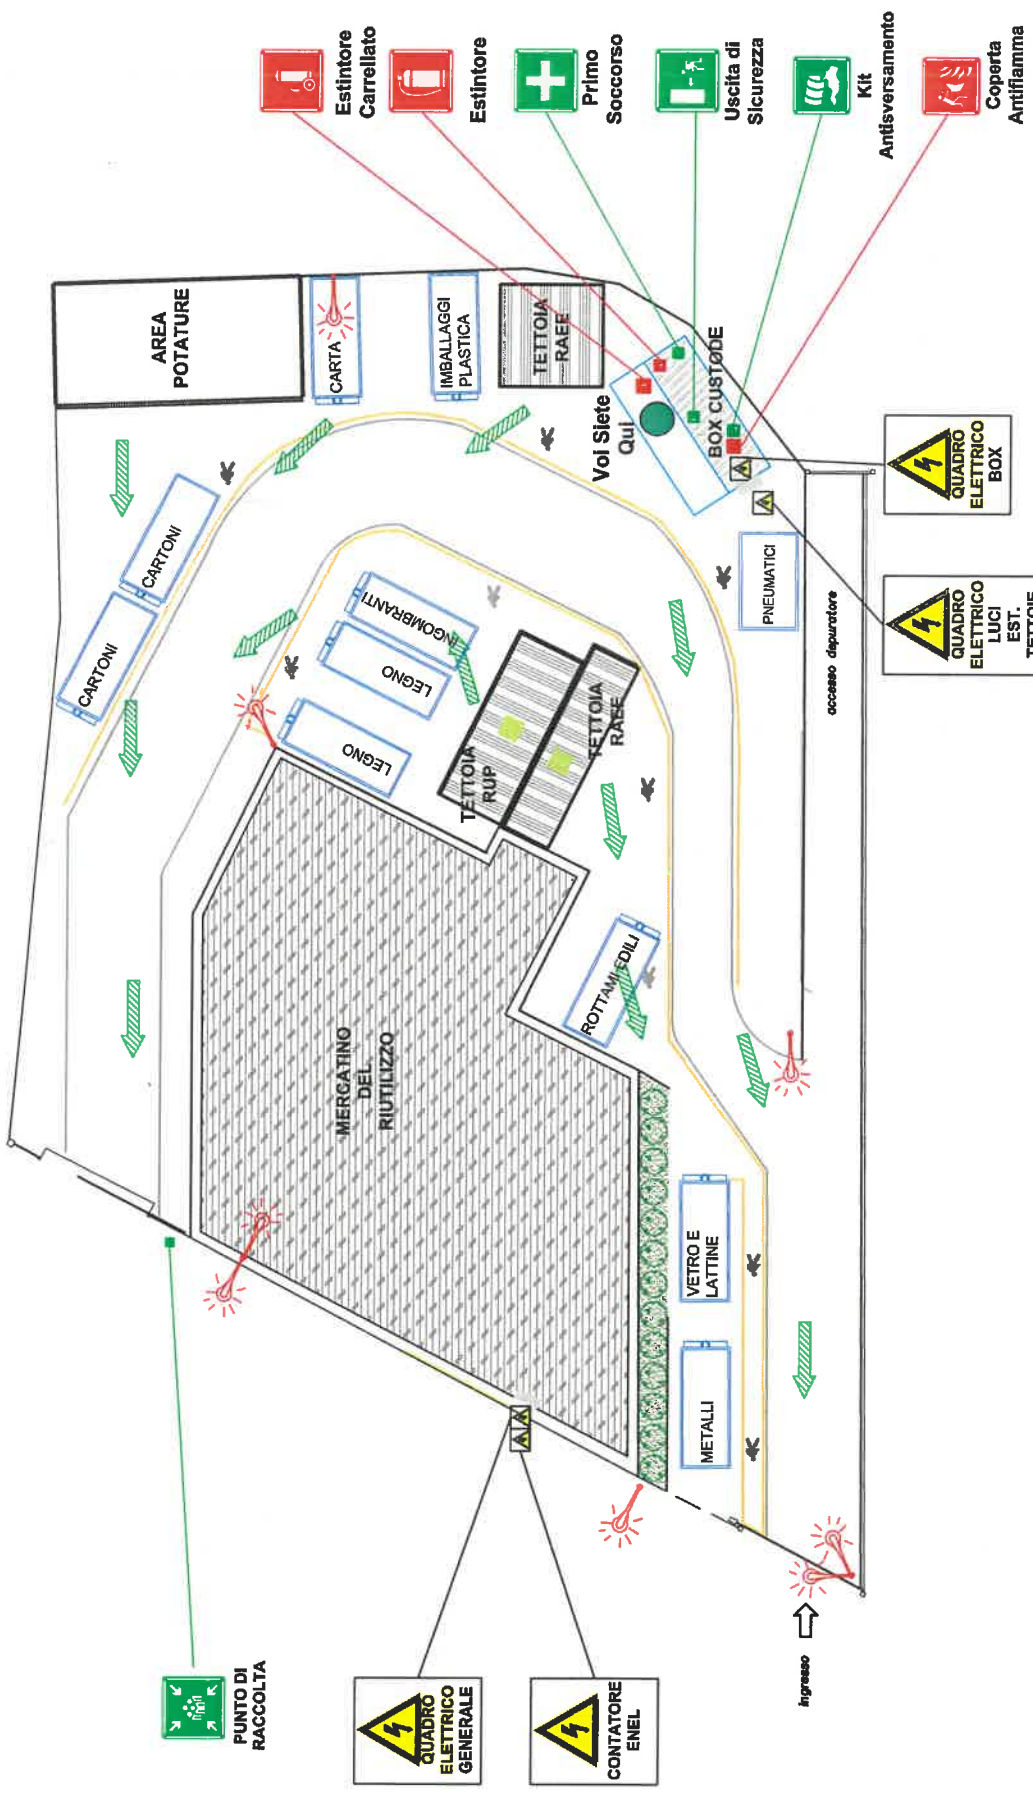 Estintore
Carrellato
Estintore
Primo
Soccorso
Uscita di
Sicurezza
Kit
Antisversamento
Coperta
Antifiamma
AREA
POTATURE
CARTA
IMBALLAGGI
PLASTICA
TETTOIA
RAEE
Voi Siete
Qui
BOX CUSTODE
QUADRO
ELETTRICO
BOX
QUADRO
ELETTRICO
LUCI
EST.
TETTOIE
PNEUMATICI
accesso depuratore
CARTONI
CARTONI
INGOMBRANTI
LEGNO
LEGNO
TETTOIA
RUP
TETTOIA
RAEE
ROTTAMI EDILI
MERCATINO
DEL
RIUTILIZZO
VETRO E
LATTINE
METALLI
PUNTO DI
RACCOLTA
QUADRO
ELETTRICO
GENERALE
CONTATORE
ENEL
ingresso